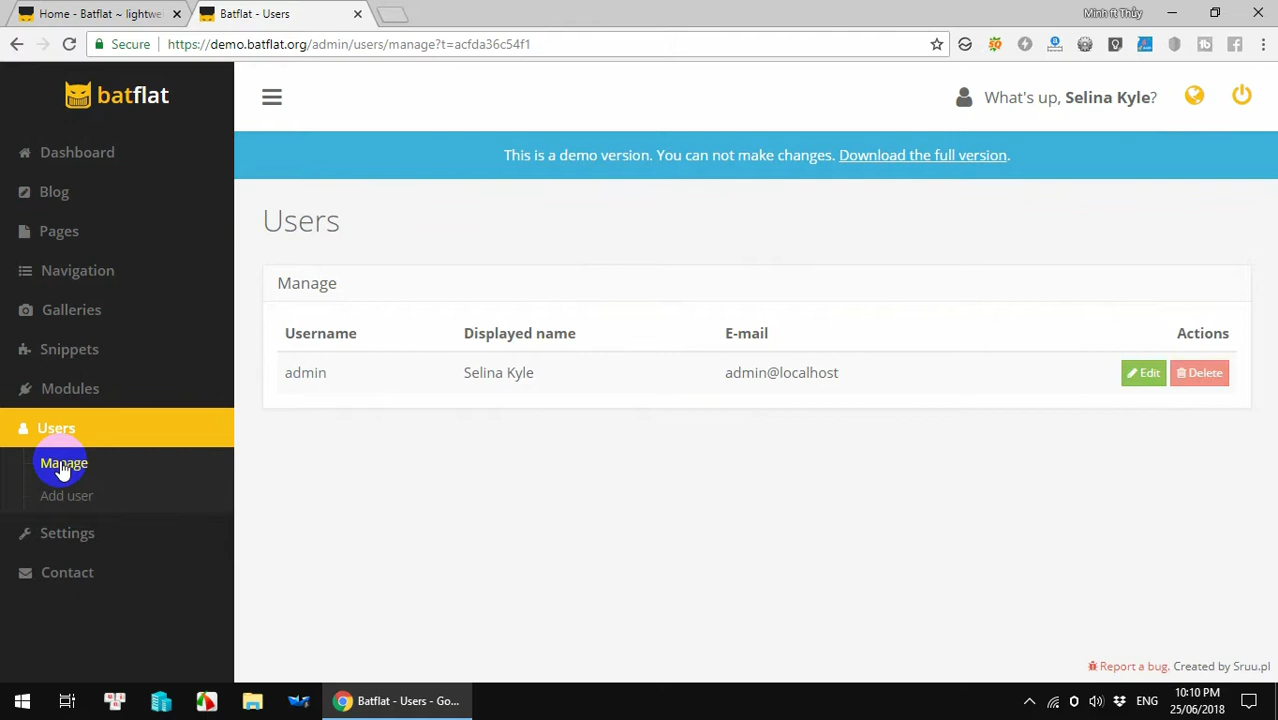 Home - Batflat ~ lightwe
Batflat - Users
Minh ft Thủy
Secure
https://demo.batflat.org/admin/users/manage?t=acfda36c54f1
batflat
What's up, Selina Kyle?
This is a demo version. You can not make changes. Download the full version.
Dashboard
Blog
Pages
Navigation
Galleries
Snippets
Modules
Users
Manage
Add user
Settings
Contact
Users
Manage
Username Displayed name E-mail Actions
admin Selina Kyle admin@localhost Edit Delete
Report a bug. Created by Sruu.pl
Batflat - Users - Go...
ENG
10:10 PM
25/06/2018